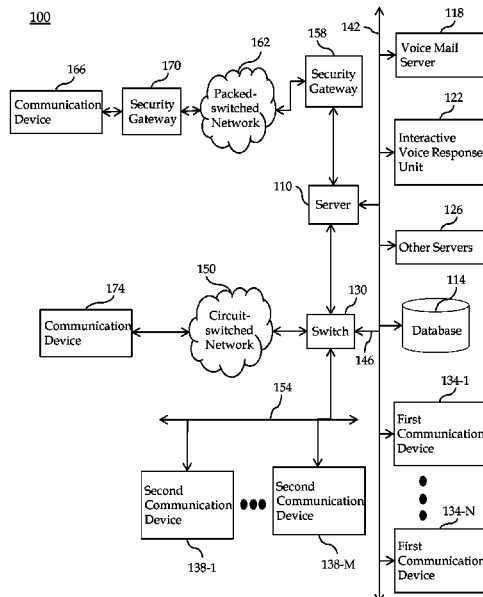 100
142
118
Voice Mail
Server
166
Communication
Device
170
Security
Gateway
162
Packed-
switched
Network
158
Security
Gateway
122
Interactive
Voice Response
Unit
110
Server
126
Other Servers
174
Communication
Device
150
Circuit-
switched
Network
130
Switch
146
114
Database
154
134-1
First
Communication
Device
Second
Communication
Device
138-1
Second
Communication
Device
138-M
134-N
First
Communication
Device